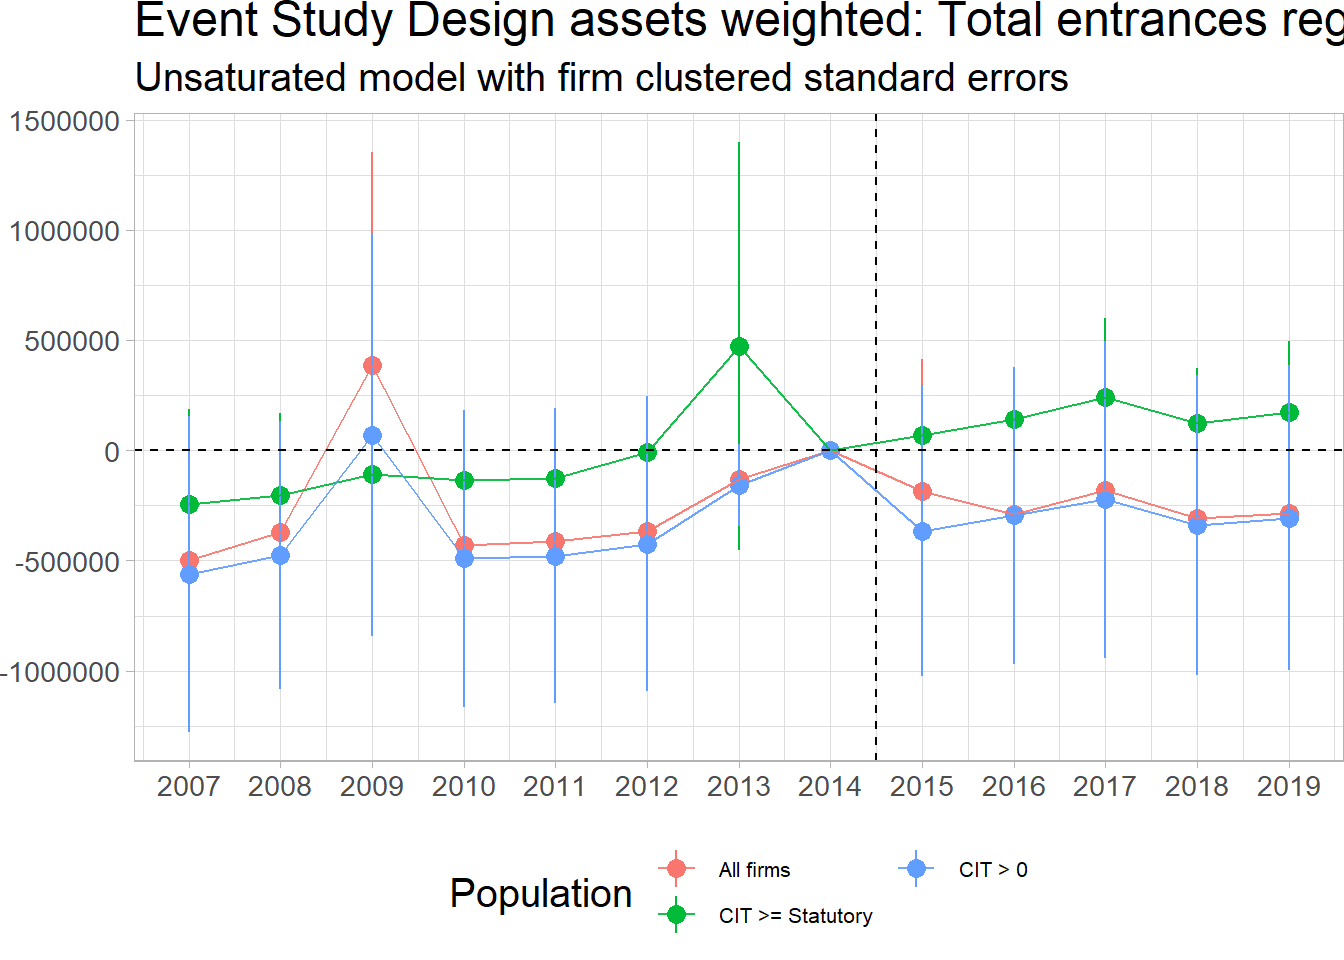 Event Study Design assets weighted: Total entrances reg
Unsaturated model with firm clustered standard errors
1500000
1000000
500000
0
-500000
-1000000
2007 2008 2009 2010 2011 2012 2013 2014 2015 2016 2017 2018 2019
Population
All firms
CIT > 0
CIT >= Statutory